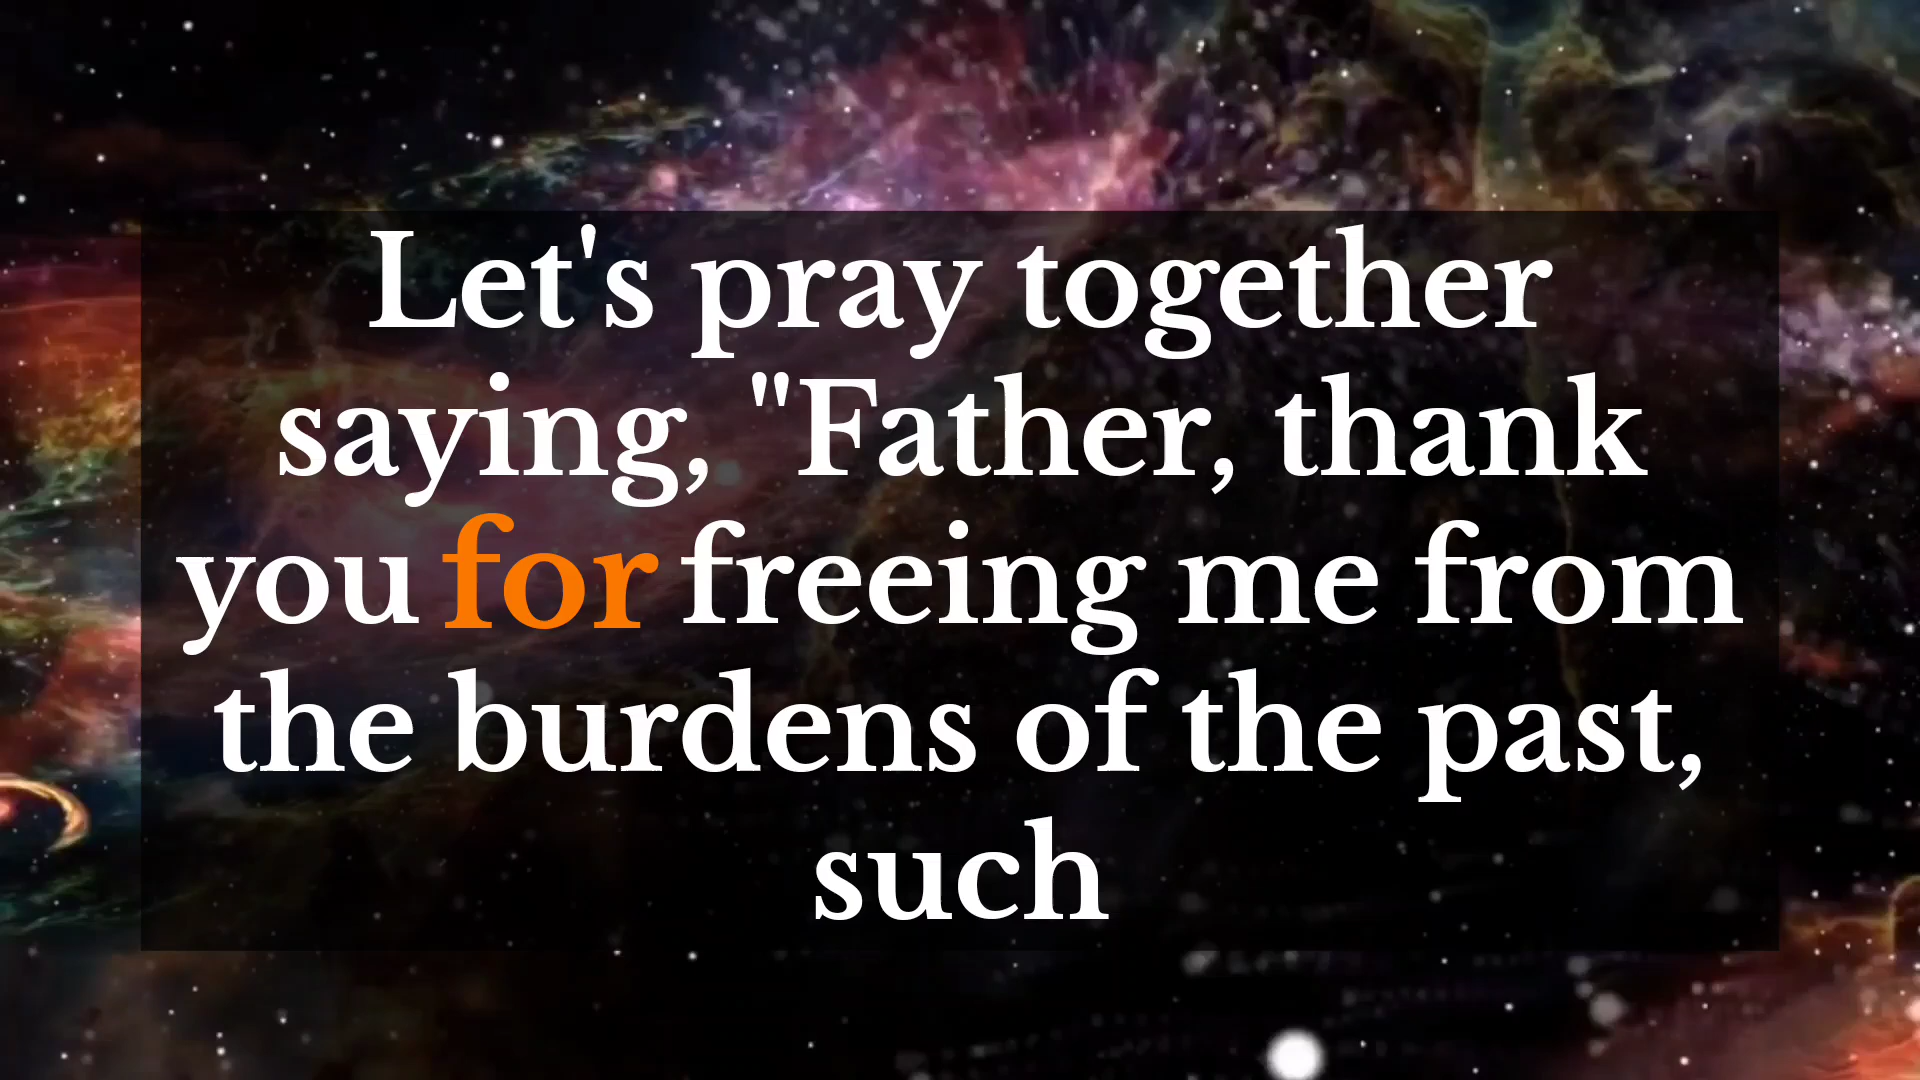 Let's pray together
saying, "Father, thank
you for freeing me from
the burdens of the past,
such